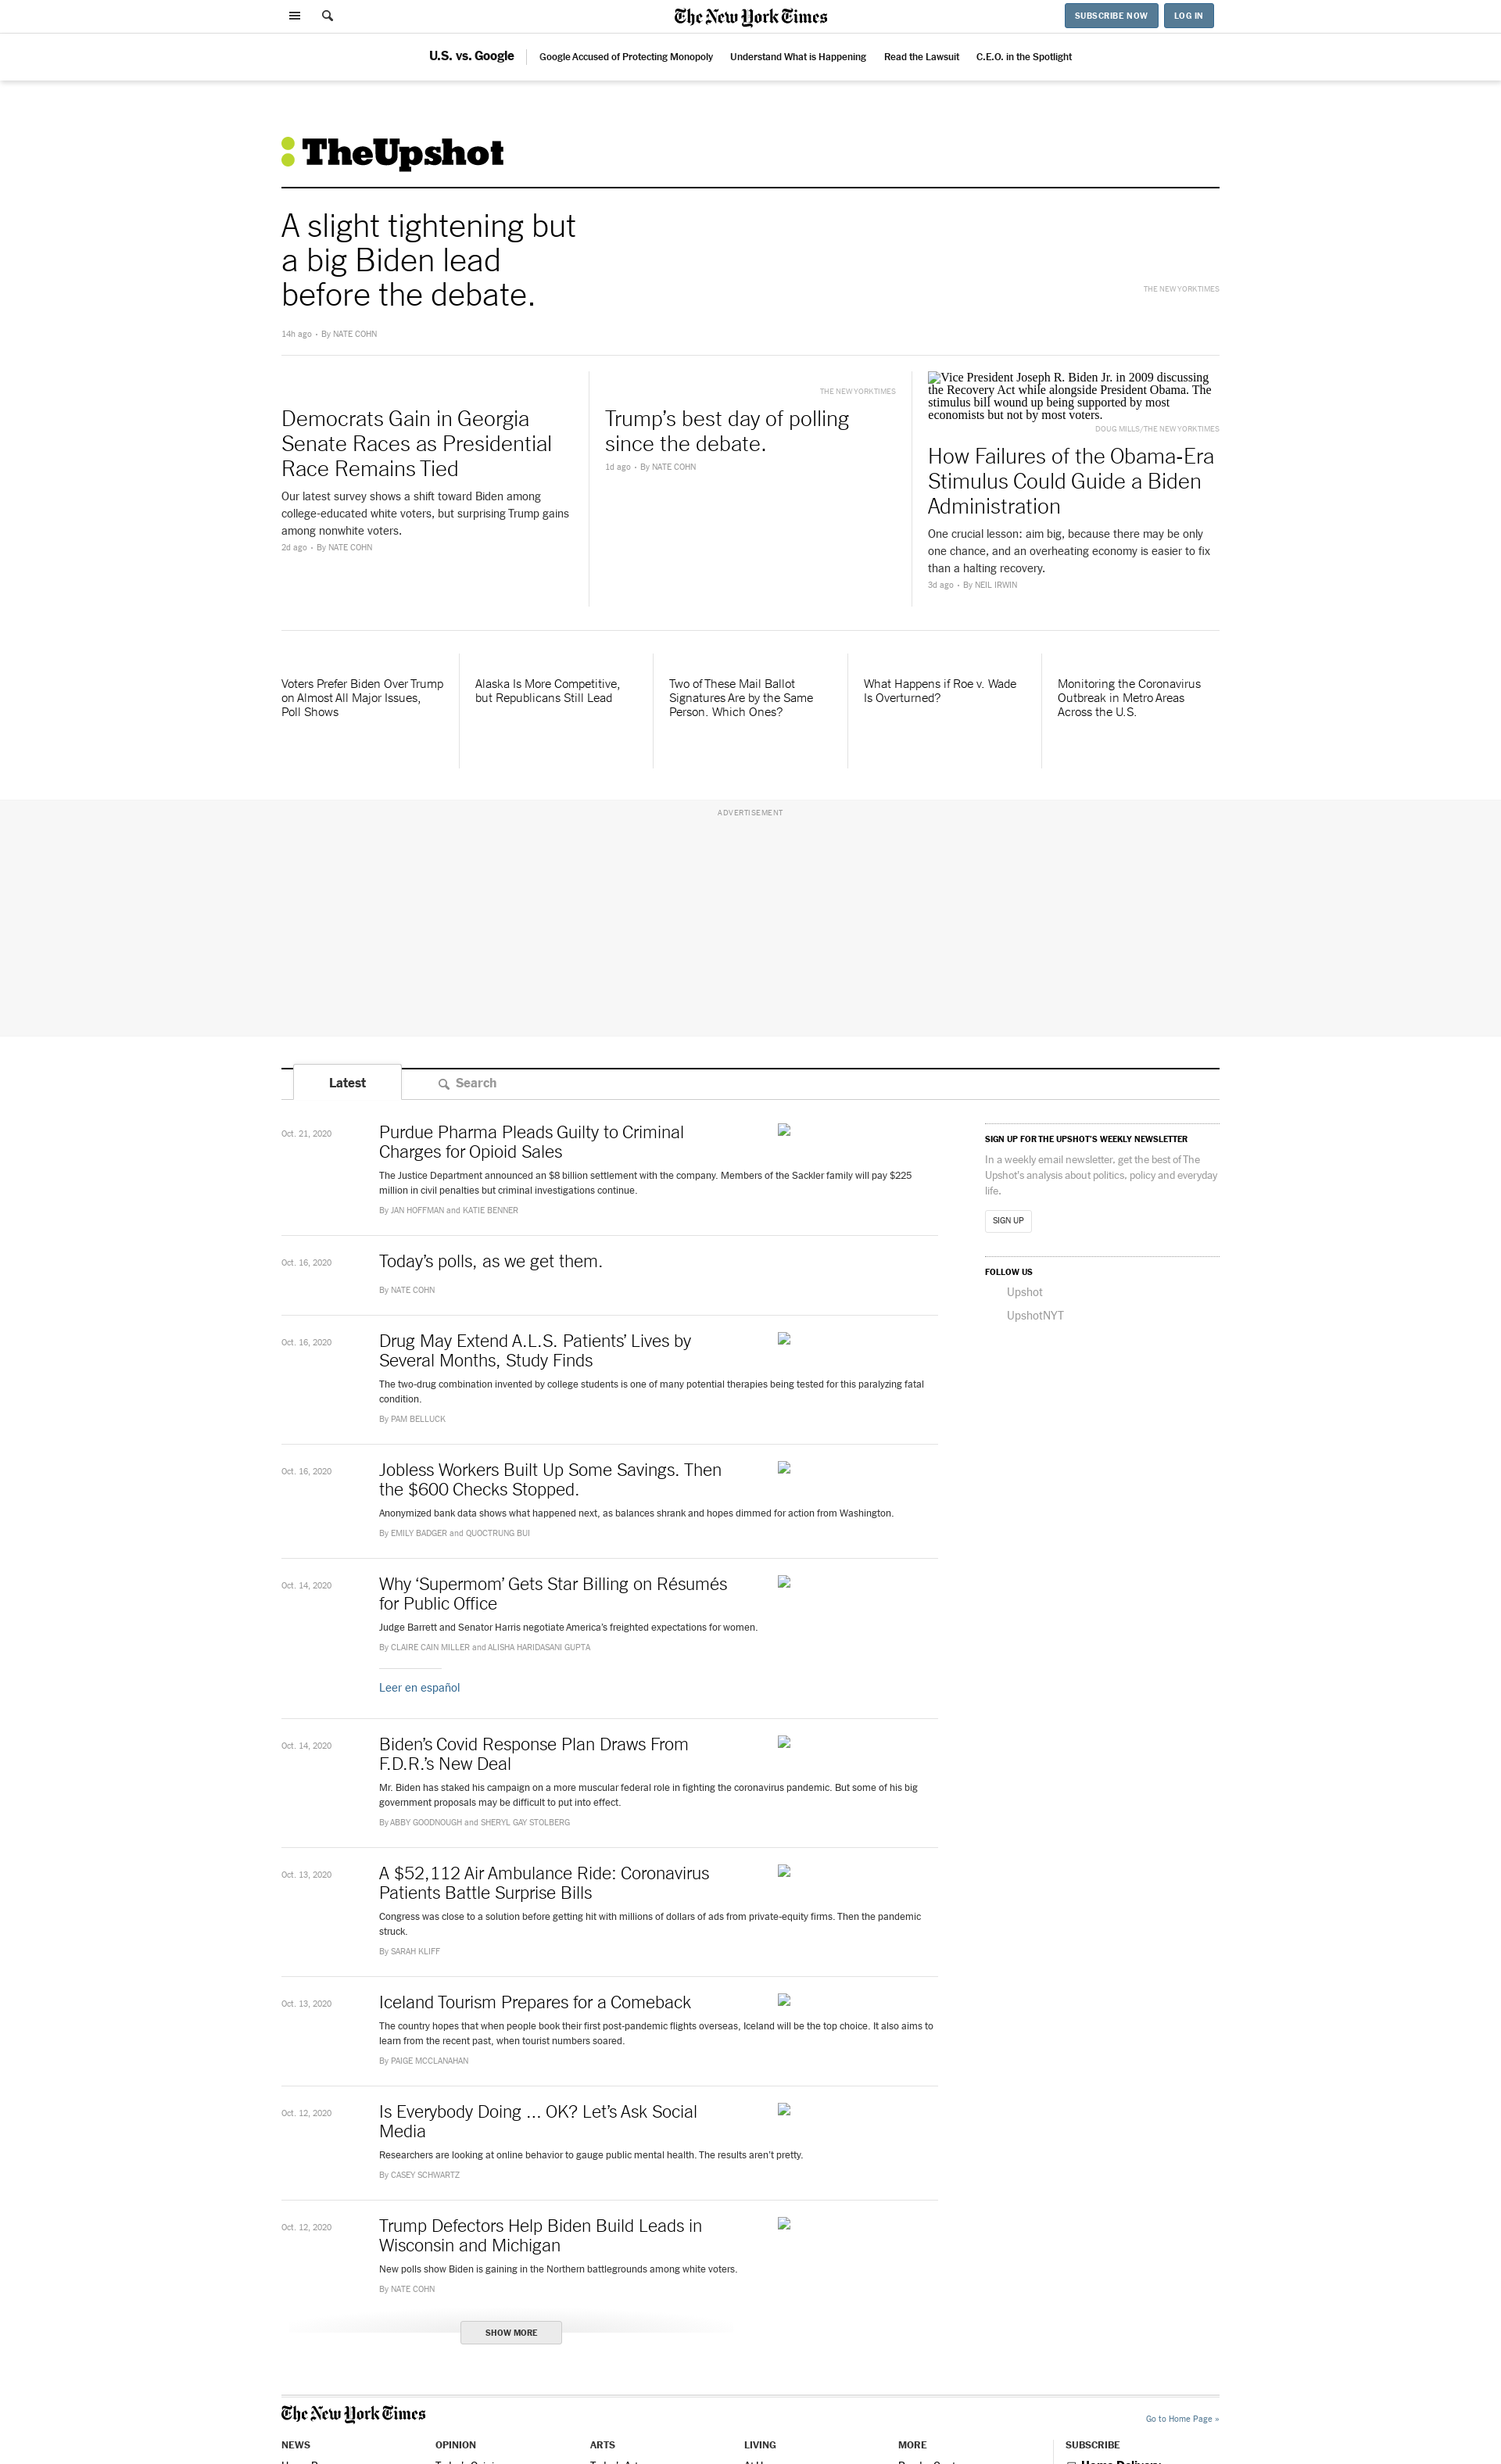 The New York Times
SUBSCRIBE NOW
LOG IN
U.S. vs. Google
Google Accused of Protecting Monopoly
Understand What is Happening
Read the Lawsuit
C.E.O. in the Spotlight
TheUpshot
A slight tightening but
a big Biden lead
before the debate.
THE NEW YORK TIMES
14h ago • By NATE COHN
Democrats Gain in Georgia
Senate Races as Presidential
Race Remains Tied
Our latest survey shows a shift toward Biden among
college-educated white voters, but surprising Trump gains
among nonwhite voters.
2d ago • By NATE COHN
THE NEW YORK TIMES
Trump’s best day of polling
since the debate.
1d ago • By NATE COHN
Vice President Joseph R. Biden Jr. in 2009 discussing
the Recovery Act while alongside President Obama. The
stimulus bill wound up being supported by most
economists but not by most voters.
DOUG MILLS/THE NEW YORK TIMES
How Failures of the Obama-Era
Stimulus Could Guide a Biden
Administration
One crucial lesson: aim big, because there may be only
one chance, and an overheating economy is easier to fix
than a halting recovery.
3d ago • By NEIL IRWIN
Voters Prefer Biden Over Trump
on Almost All Major Issues,
Poll Shows
Alaska Is More Competitive,
but Republicans Still Lead
Two of These Mail Ballot
Signatures Are by the Same
Person. Which Ones?
What Happens if Roe v. Wade
Is Overturned?
Monitoring the Coronavirus
Outbreak in Metro Areas
Across the U.S.
ADVERTISEMENT
Latest
Search
Oct. 21, 2020
Purdue Pharma Pleads Guilty to Criminal
Charges for Opioid Sales
The Justice Department announced an $8 billion settlement with the company. Members of the Sackler family will pay $225
million in civil penalties but criminal investigations continue.
By JAN HOFFMAN and KATIE BENNER
Oct. 16, 2020
Today’s polls, as we get them.
By NATE COHN
Oct. 16, 2020
Drug May Extend A.L.S. Patients’ Lives by
Several Months, Study Finds
The two-drug combination invented by college students is one of many potential therapies being tested for this paralyzing fatal
condition.
By PAM BELLUCK
Oct. 16, 2020
Jobless Workers Built Up Some Savings. Then
the $600 Checks Stopped.
Anonymized bank data shows what happened next, as balances shrank and hopes dimmed for action from Washington.
By EMILY BADGER and QUOCTRUNG BUI
Oct. 14, 2020
Why ‘Supermom’ Gets Star Billing on Résumés
for Public Office
Judge Barrett and Senator Harris negotiate America’s freighted expectations for women.
By CLAIRE CAIN MILLER and ALISHA HARIDASANI GUPTA
Leer en español
Oct. 14, 2020
Biden’s Covid Response Plan Draws From
F.D.R.’s New Deal
Mr. Biden has staked his campaign on a more muscular federal role in fighting the coronavirus pandemic. But some of his big
government proposals may be difficult to put into effect.
By ABBY GOODNOUGH and SHERYL GAY STOLBERG
Oct. 13, 2020
A $52,112 Air Ambulance Ride: Coronavirus
Patients Battle Surprise Bills
Congress was close to a solution before getting hit with millions of dollars of ads from private-equity firms. Then the pandemic
struck.
By SARAH KLIFF
Oct. 13, 2020
Iceland Tourism Prepares for a Comeback
The country hopes that when people book their first post-pandemic flights overseas, Iceland will be the top choice. It also aims to
learn from the recent past, when tourist numbers soared.
By PAIGE MCCLANAHAN
Oct. 12, 2020
Is Everybody Doing ... OK? Let’s Ask Social
Media
Researchers are looking at online behavior to gauge public mental health. The results aren’t pretty.
By CASEY SCHWARTZ
Oct. 12, 2020
Trump Defectors Help Biden Build Leads in
Wisconsin and Michigan
New polls show Biden is gaining in the Northern battlegrounds among white voters.
By NATE COHN
SHOW MORE
SIGN UP FOR THE UPSHOT’S WEEKLY NEWSLETTER
In a weekly email newsletter, get the best of The
Upshot’s analysis about politics, policy and everyday
life.
SIGN UP
FOLLOW US
Upshot
UpshotNYT
The New York Times
Go to Home Page »
NEWS
OPINION
ARTS
LIVING
MORE
SUBSCRIBE